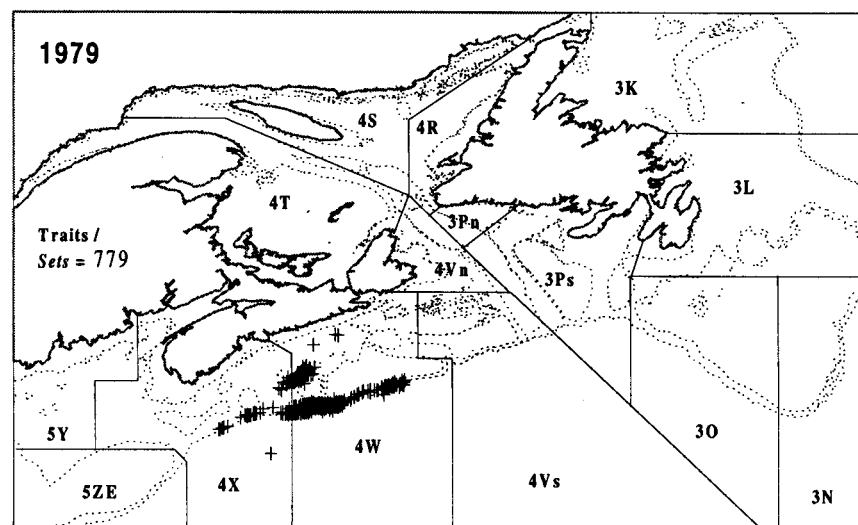 1979
3K
4S
4R
3L
4T
3Pn
Traits /
Sets = 779
4Vn
3Ps
5Y
4W
3O
5ZE
4X
4Vs
3N